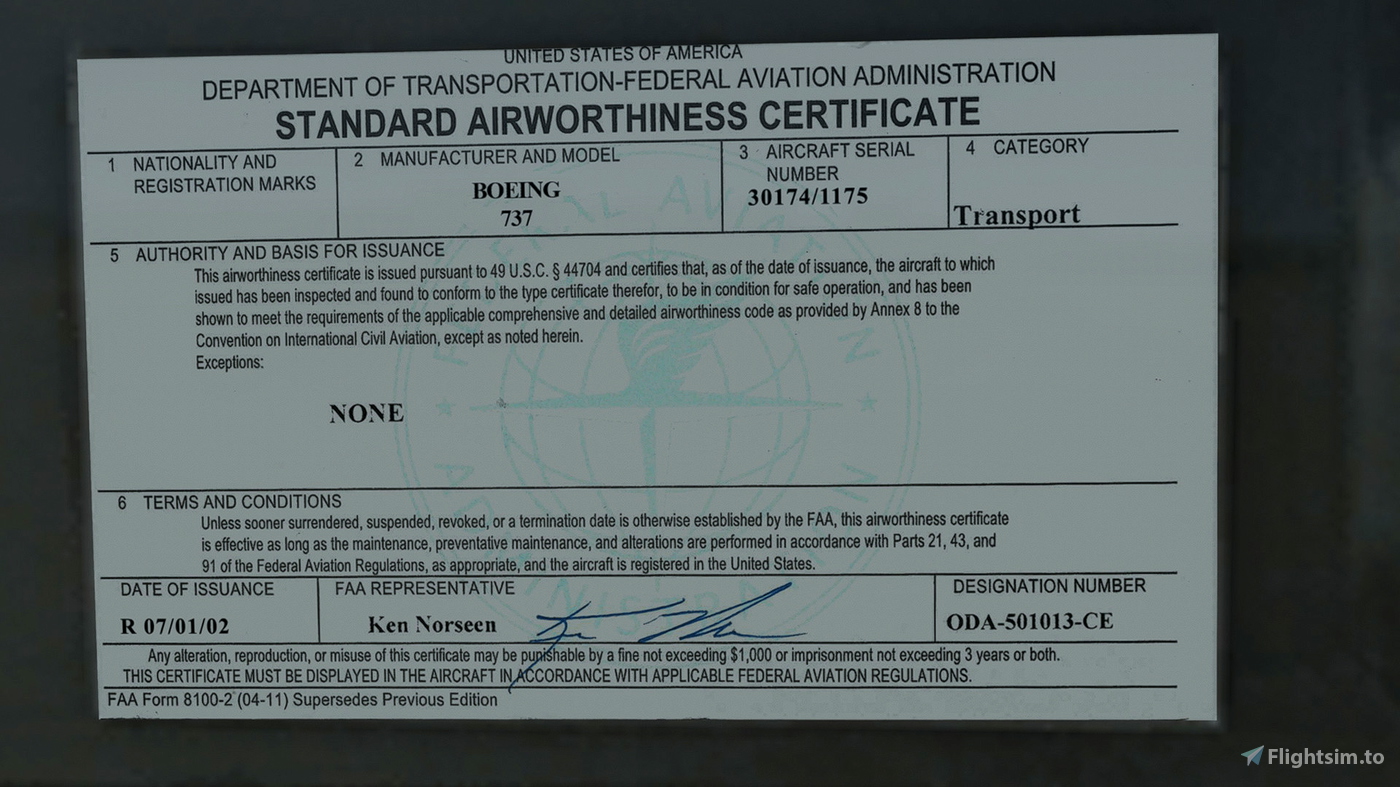 UNITED STATES OF AMERICA
DEPARTMENT OF TRANSPORTATION-FEDERAL AVIATION ADMINISTRATION
STANDARD AIRWORTHINESS CERTIFICATE
1 NATIONALITY AND
REGISTRATION MARKS
2 MANUFACTURER AND MODEL
BOEING
737
3 AIRCRAFT SERIAL
NUMBER
30174/1175
4 CATEGORY
Transport
5 AUTHORITY AND BASIS FOR ISSUANCE
This airworthiness certificate is issued pursuant to 49 U.S.C. § 44704 and certifies that, as of the date of issuance, the aircraft to which
issued has been inspected and found to conform to the type certificate therefor, to be in condition for safe operation, and has been
shown to meet the requirements of the applicable comprehensive and detailed airworthiness code as provided by Annex 8 to the
Convention on International Civil Aviation, except as noted herein.
Exceptions:
NONE
FEDERAL AVIATION ADMINISTRATION
6 TERMS AND CONDITIONS
Unless sooner surrendered, suspended, revoked, or a termination date is otherwise established by the FAA, this airworthiness certificate
is effective as long as the maintenance, preventative maintenance, and alterations are performed in accordance with Parts 21, 43, and
91 of the Federal Aviation Regulations, as appropriate, and the aircraft is registered in the United States.
DATE OF ISSUANCE
R 07/01/02
FAA REPRESENTATIVE
Ken Norseen
DESIGNATION NUMBER
ODA-501013-CE
Any alteration, reproduction, or misuse of this certificate may be punishable by a fine not exceeding $1,000 or imprisonment not exceeding 3 years or both.
THIS CERTIFICATE MUST BE DISPLAYED IN THE AIRCRAFT IN ACCORDANCE WITH APPLICABLE FEDERAL AVIATION REGULATIONS.
FAA Form 8100-2 (04-11) Supersedes Previous Edition
Flightsim.to